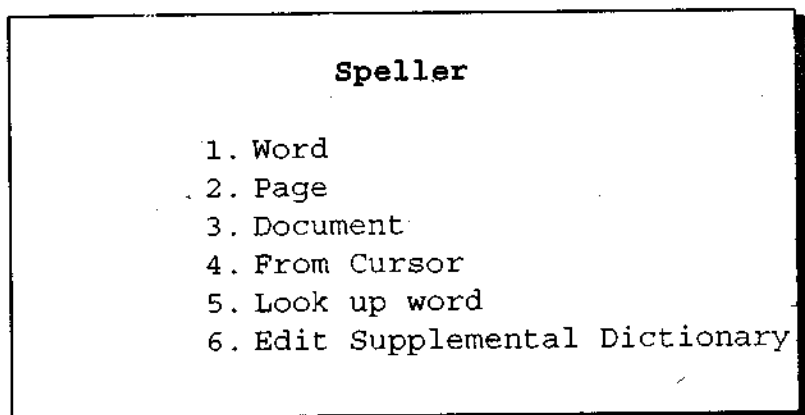 Speller
1. Word
2. Page
3. Document
4. From Cursor
5. Look up word
6. Edit Supplemental Dictionary